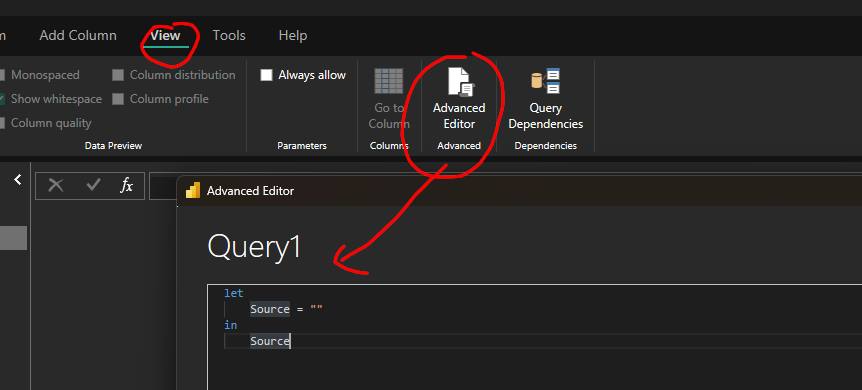 Add Column View Tools Help
Monospaced Column distribution Always allow
Show whitespace Column profile Go to Column Advanced Editor Query Dependencies
Column quality
Data Preview Parameters Columns Advanced Dependencies
fx
Advanced Editor
Query1
let
Source = ""
in
Source